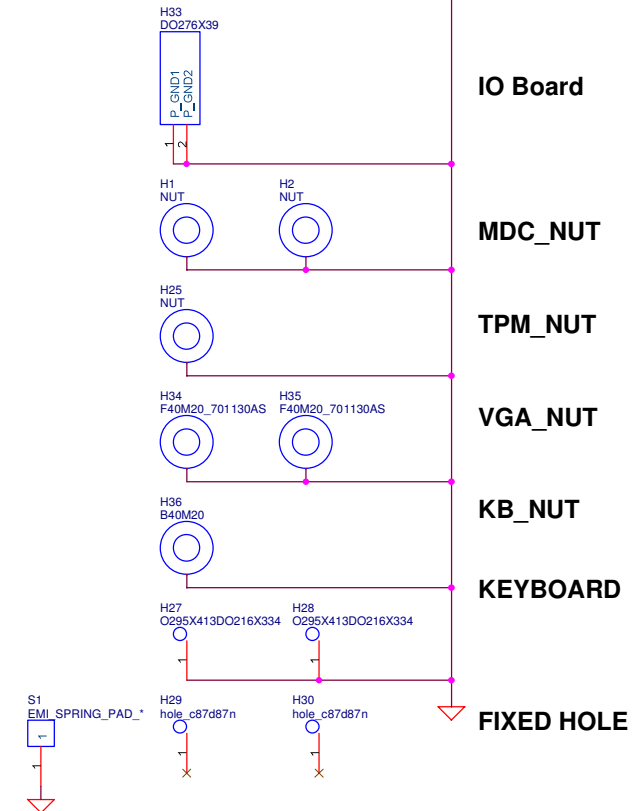 H33
DO276X39
P_GND1
P_GND2
1
2
IO Board
H1
NUT
H2
NUT
MDC_NUT
H25
NUT
TPM_NUT
H34
F40M20_701130AS
H35
F40M20_701130AS
VGA_NUT
H36
B40M20
KB_NUT
KEYBOARD
H27
O295X413DO216X334
1
H28
O295X413DO216X334
1
S1
EMI_SPRING_PAD_*
1
1
H29
hole_c87d87n
1
H30
hole_c87d87n
1
FIXED HOLE